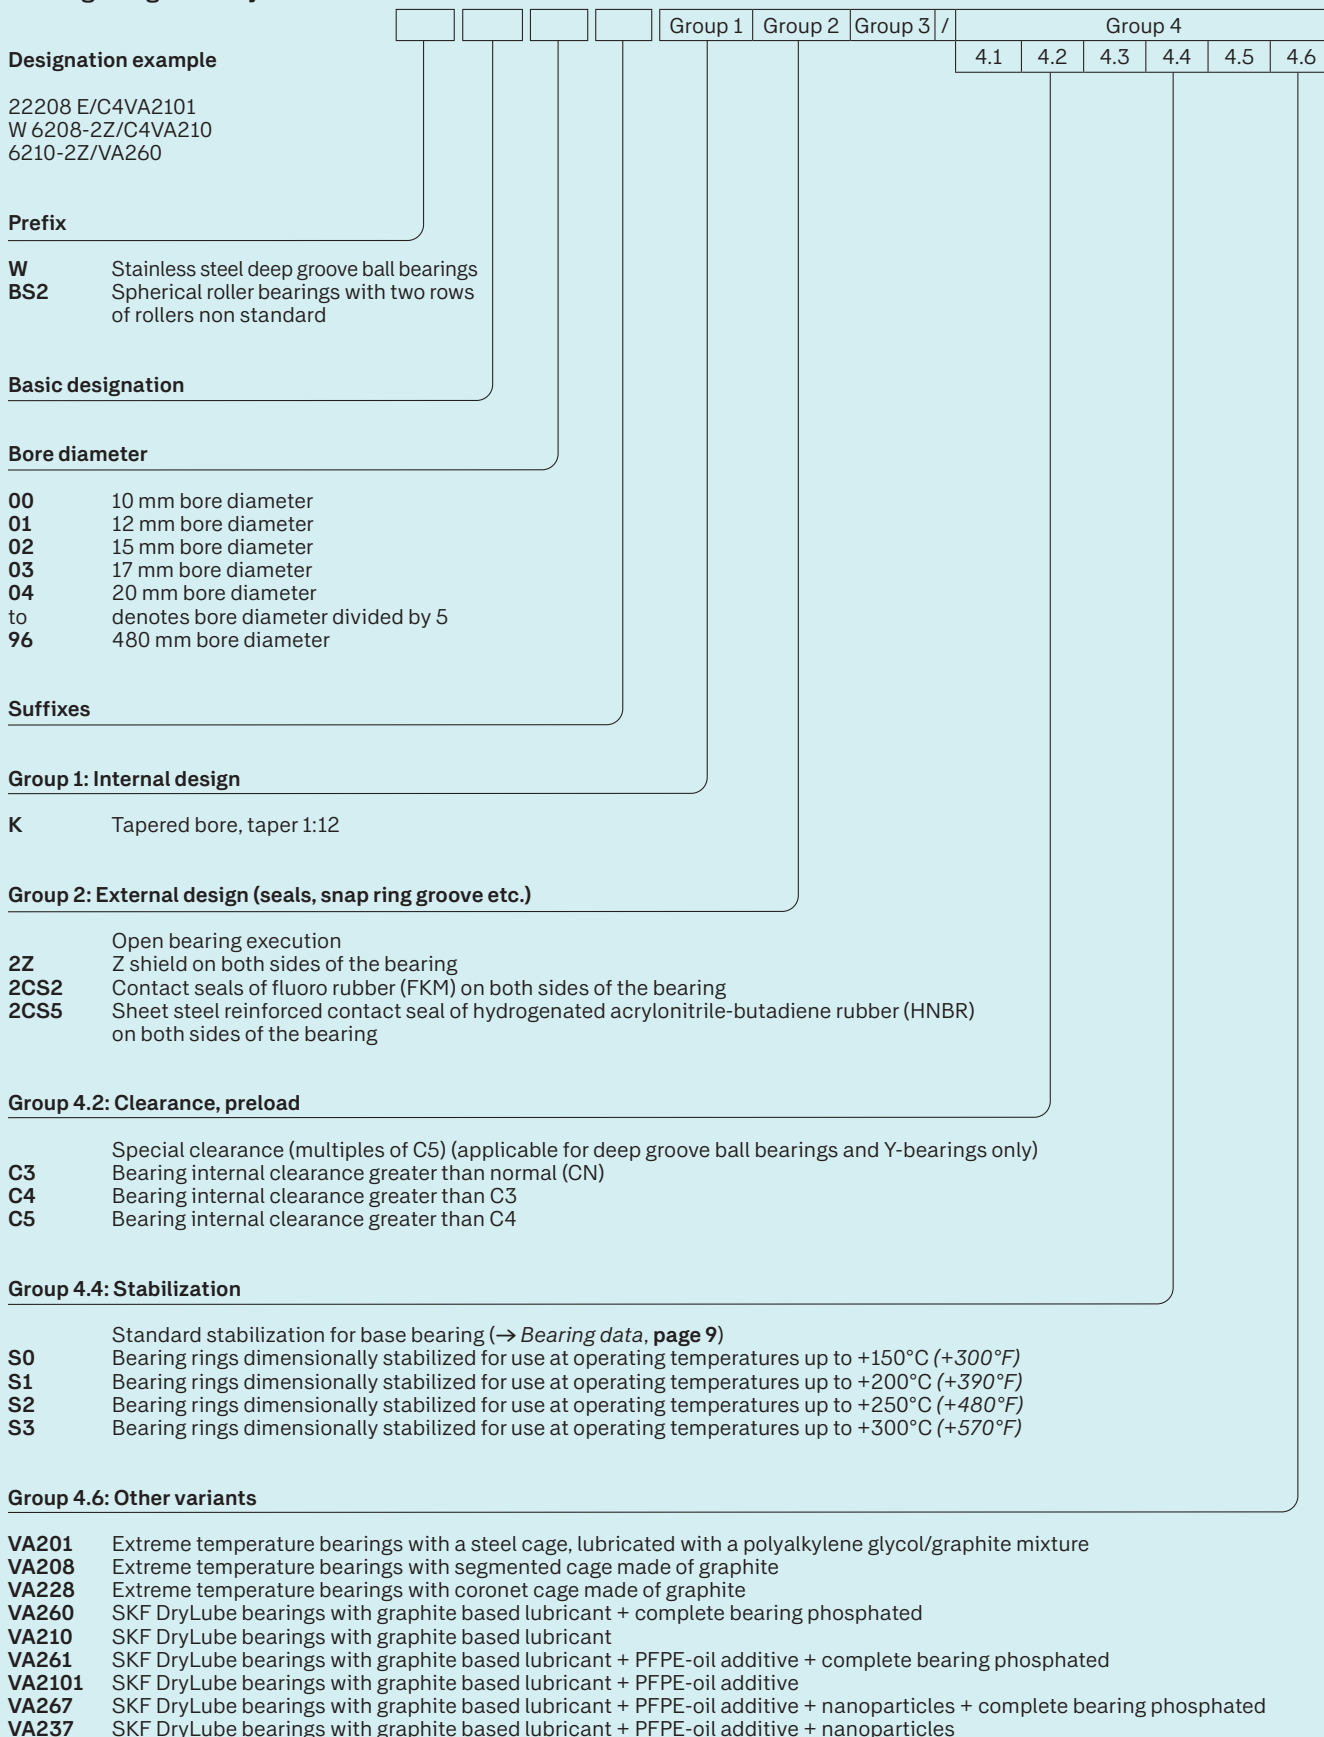 Group 1 Group 2 Group 3 / Group 4
4.1 4.2 4.3 4.4 4.5 4.6
Designation example
22208 E/C4VA2101
W 6208-2Z/C4VA210
6210-2Z/VA260
Prefix
W Stainless steel deep groove ball bearings
BS2 Spherical roller bearings with two rows
of rollers non standard
Basic designation
Bore diameter
00 10 mm bore diameter
01 12 mm bore diameter
02 15 mm bore diameter
03 17 mm bore diameter
04 20 mm bore diameter
to denotes bore diameter divided by 5
96 480 mm bore diameter
Suffixes
Group 1: Internal design
K Tapered bore, taper 1:12
Group 2: External design (seals, snap ring groove etc.)
Open bearing execution
2Z Z shield on both sides of the bearing
2CS2 Contact seals of fluoro rubber (FKM) on both sides of the bearing
2CS5 Sheet steel reinforced contact seal of hydrogenated acrylonitrile-butadiene rubber (HNBR)
on both sides of the bearing
Group 4.2: Clearance, preload
Special clearance (multiples of C5) (applicable for deep groove ball bearings and Y-bearings only)
C3 Bearing internal clearance greater than normal (CN)
C4 Bearing internal clearance greater than C3
C5 Bearing internal clearance greater than C4
Group 4.4: Stabilization
Standard stabilization for base bearing (→ Bearing data, page 9)
S0 Bearing rings dimensionally stabilized for use at operating temperatures up to +150°C (+300°F)
S1 Bearing rings dimensionally stabilized for use at operating temperatures up to +200°C (+390°F)
S2 Bearing rings dimensionally stabilized for use at operating temperatures up to +250°C (+480°F)
S3 Bearing rings dimensionally stabilized for use at operating temperatures up to +300°C (+570°F)
Group 4.6: Other variants
VA201 Extreme temperature bearings with a steel cage, lubricated with a polyalkylene glycol/graphite mixture
VA208 Extreme temperature bearings with segmented cage made of graphite
VA228 Extreme temperature bearings with coronet cage made of graphite
VA260 SKF DryLube bearings with graphite based lubricant + complete bearing phosphated
VA210 SKF DryLube bearings with graphite based lubricant
VA261 SKF DryLube bearings with graphite based lubricant + PFPE-oil additive + complete bearing phosphated
VA2101 SKF DryLube bearings with graphite based lubricant + PFPE-oil additive
VA267 SKF DryLube bearings with graphite based lubricant + PFPE-oil additive + nanoparticles + complete bearing phosphated
VA237 SKF DryLube bearings with graphite based lubricant + PFPE-oil additive + nanoparticles